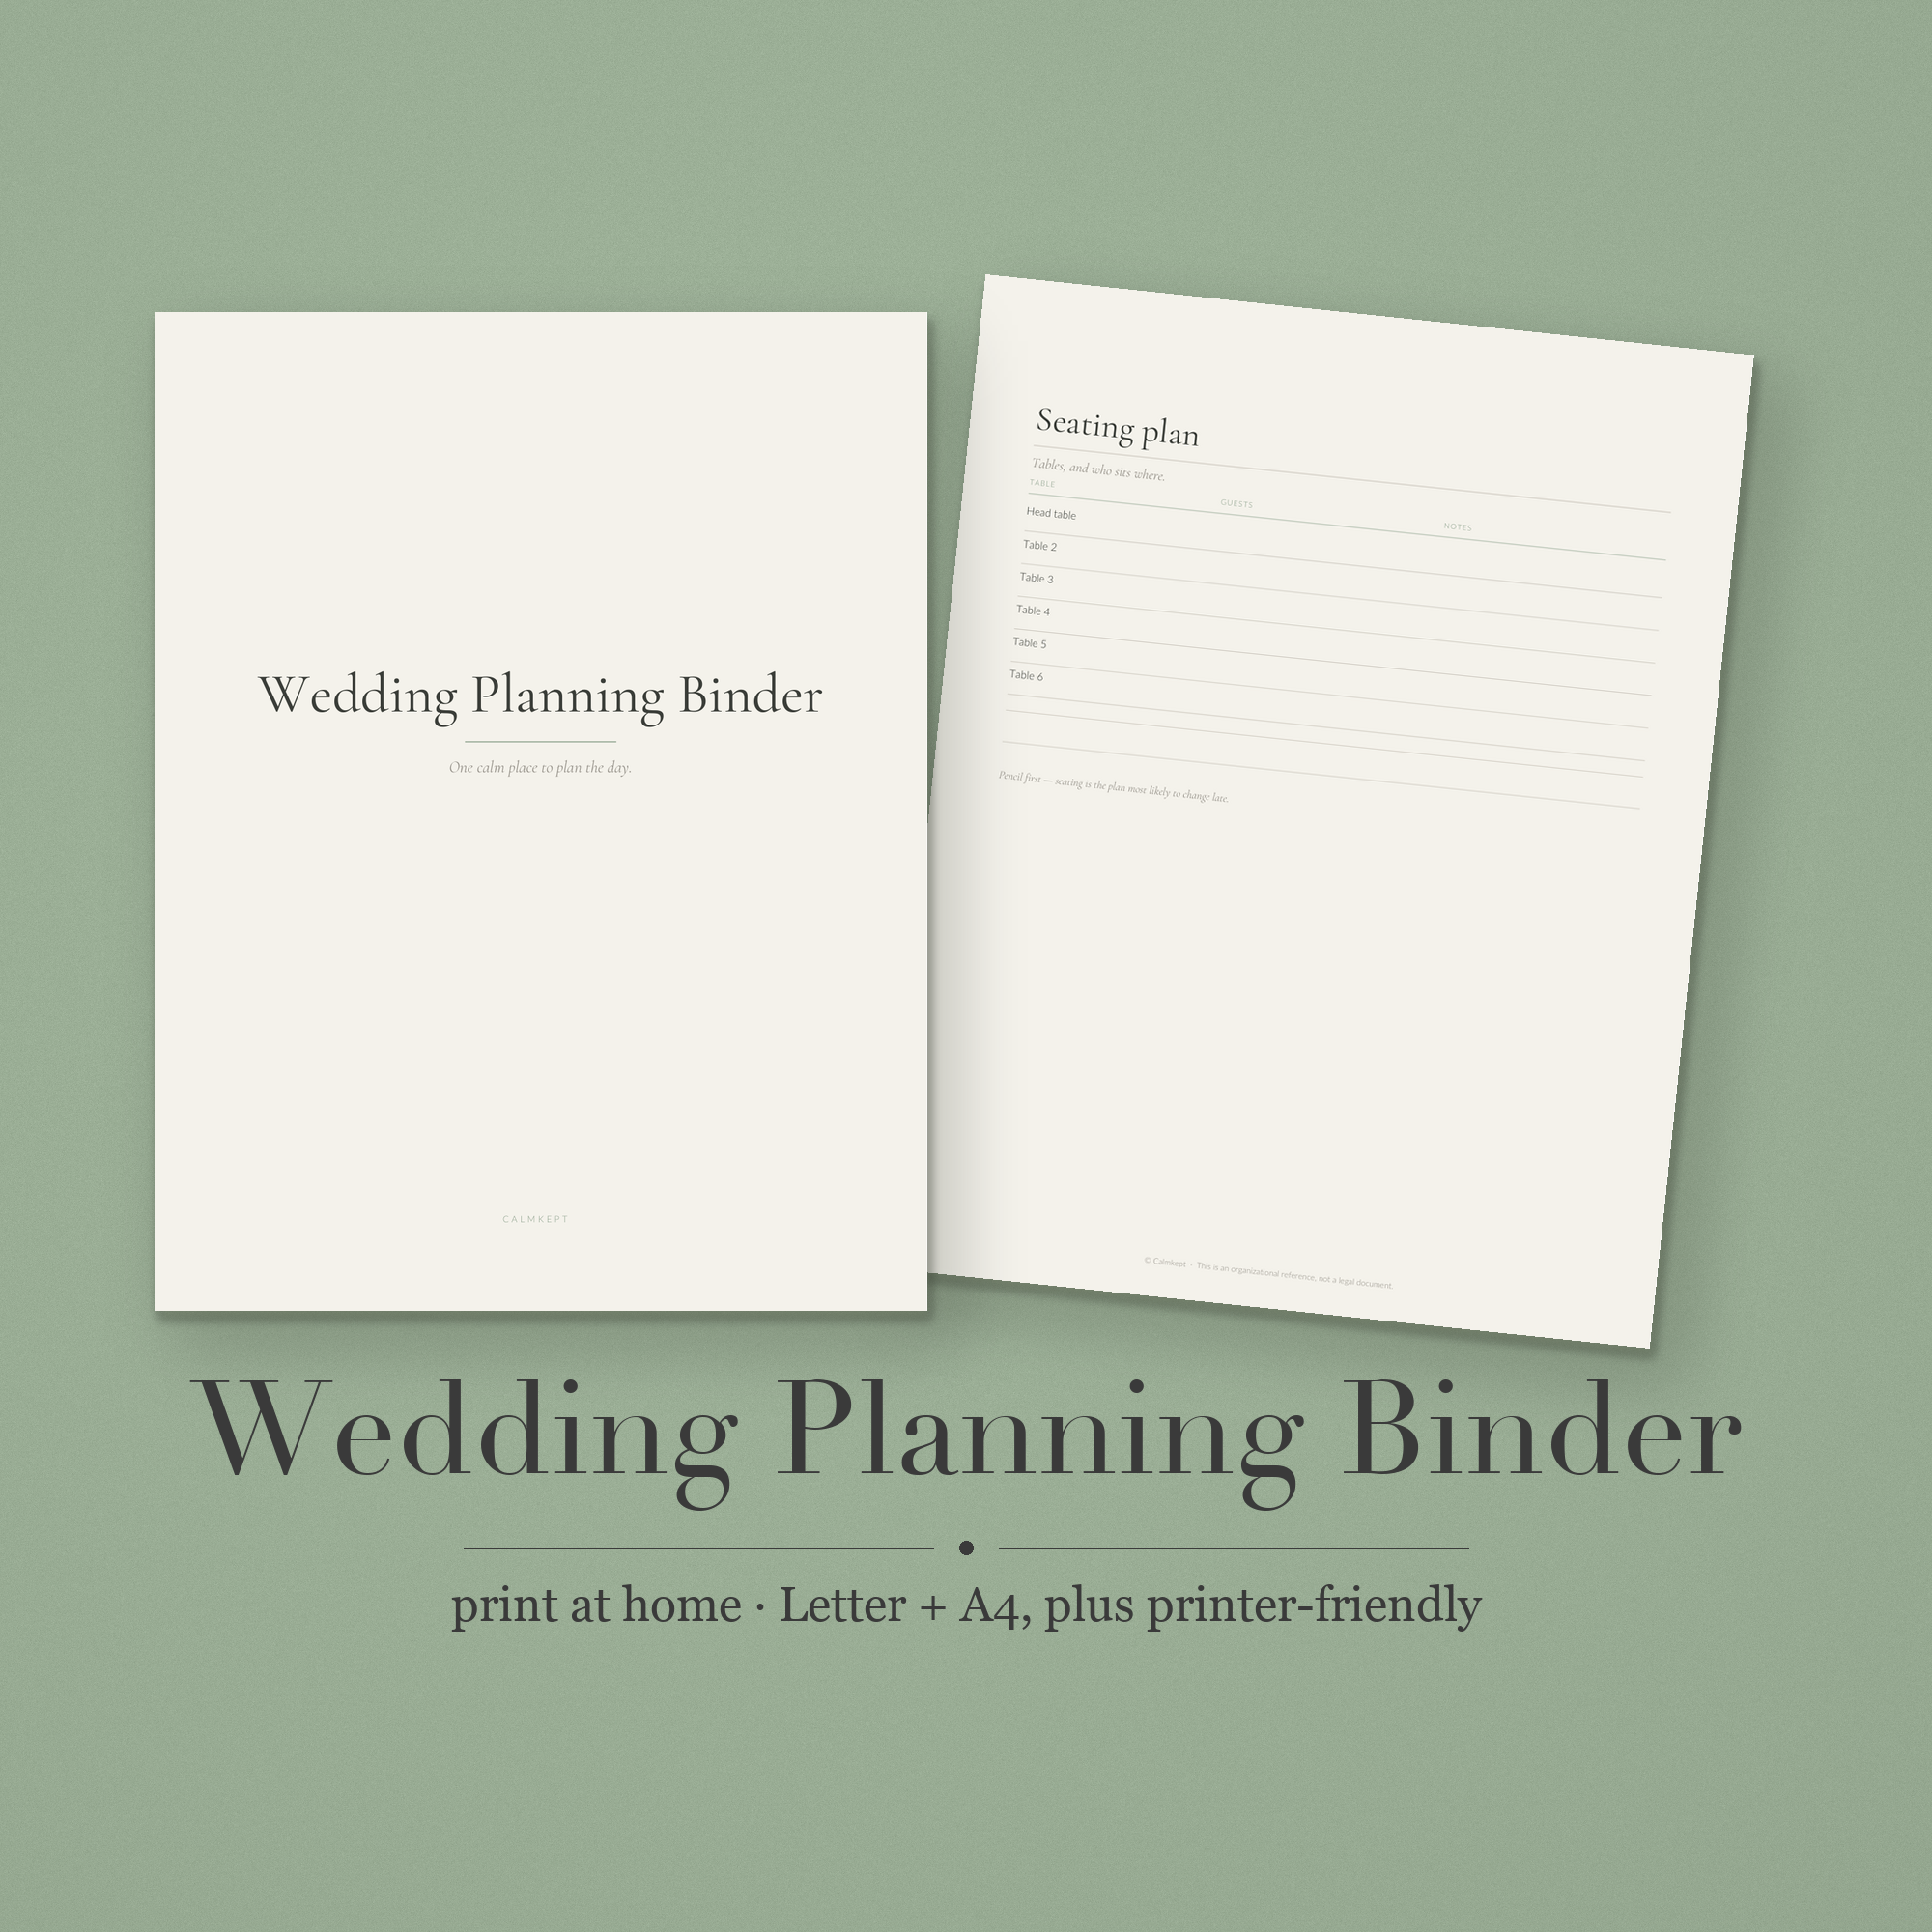 Wedding Planning Binder
One calm place to plan the day.
CALMKEPT
Seating plan
Tables, and who sits where.
TABLE GUESTS NOTES
Head table
Table 2
Table 3
Table 4
Table 5
Table 6
Pencil first — seating is the plan most likely to change late.
© Calmkept · This is an organizational reference, not a legal document.
Wedding Planning Binder
print at home · Letter + A4, plus printer-friendly